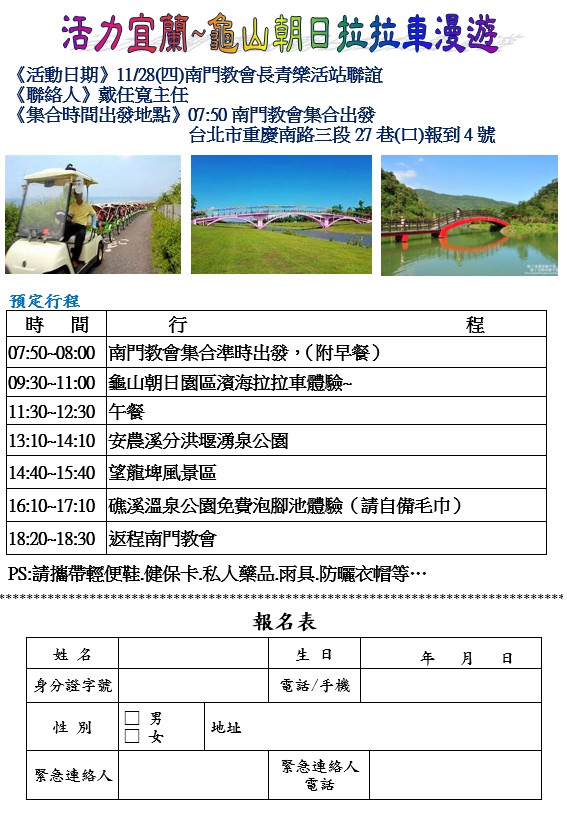 活力宜蘭~龜山朝日拉拉車漫遊
《活動日期》11/28(四)南門教會長青樂活站聯誼
《聯絡人》戴任寬主任
《集合時間出發地點》07:50 南門教會集合出發
台北市重慶南路三段 27 巷(口)報到 4 號
預定行程
時 間 行 程
07:50~08:00 南門教會集合準時出發，（附早餐）
09:30~11:00 龜山朝日園區濱海拉拉車體驗~
11:30~12:30 午餐
13:10~14:10 安農溪分洪堰湧泉公園
14:40~15:40 望龍埤風景區
16:10~17:10 礁溪溫泉公園免費泡腳池體驗（請自備毛巾）
18:20~18:30 返程南門教會
PS:請攜帶輕便鞋.健保卡.私人藥品.雨具.防曬衣帽等…
報名表
姓 名 生 日 年 月 日
身分證字號 電話/手機
性 別 □ 男 □ 女 地址
緊急連絡人 緊急連絡人電話